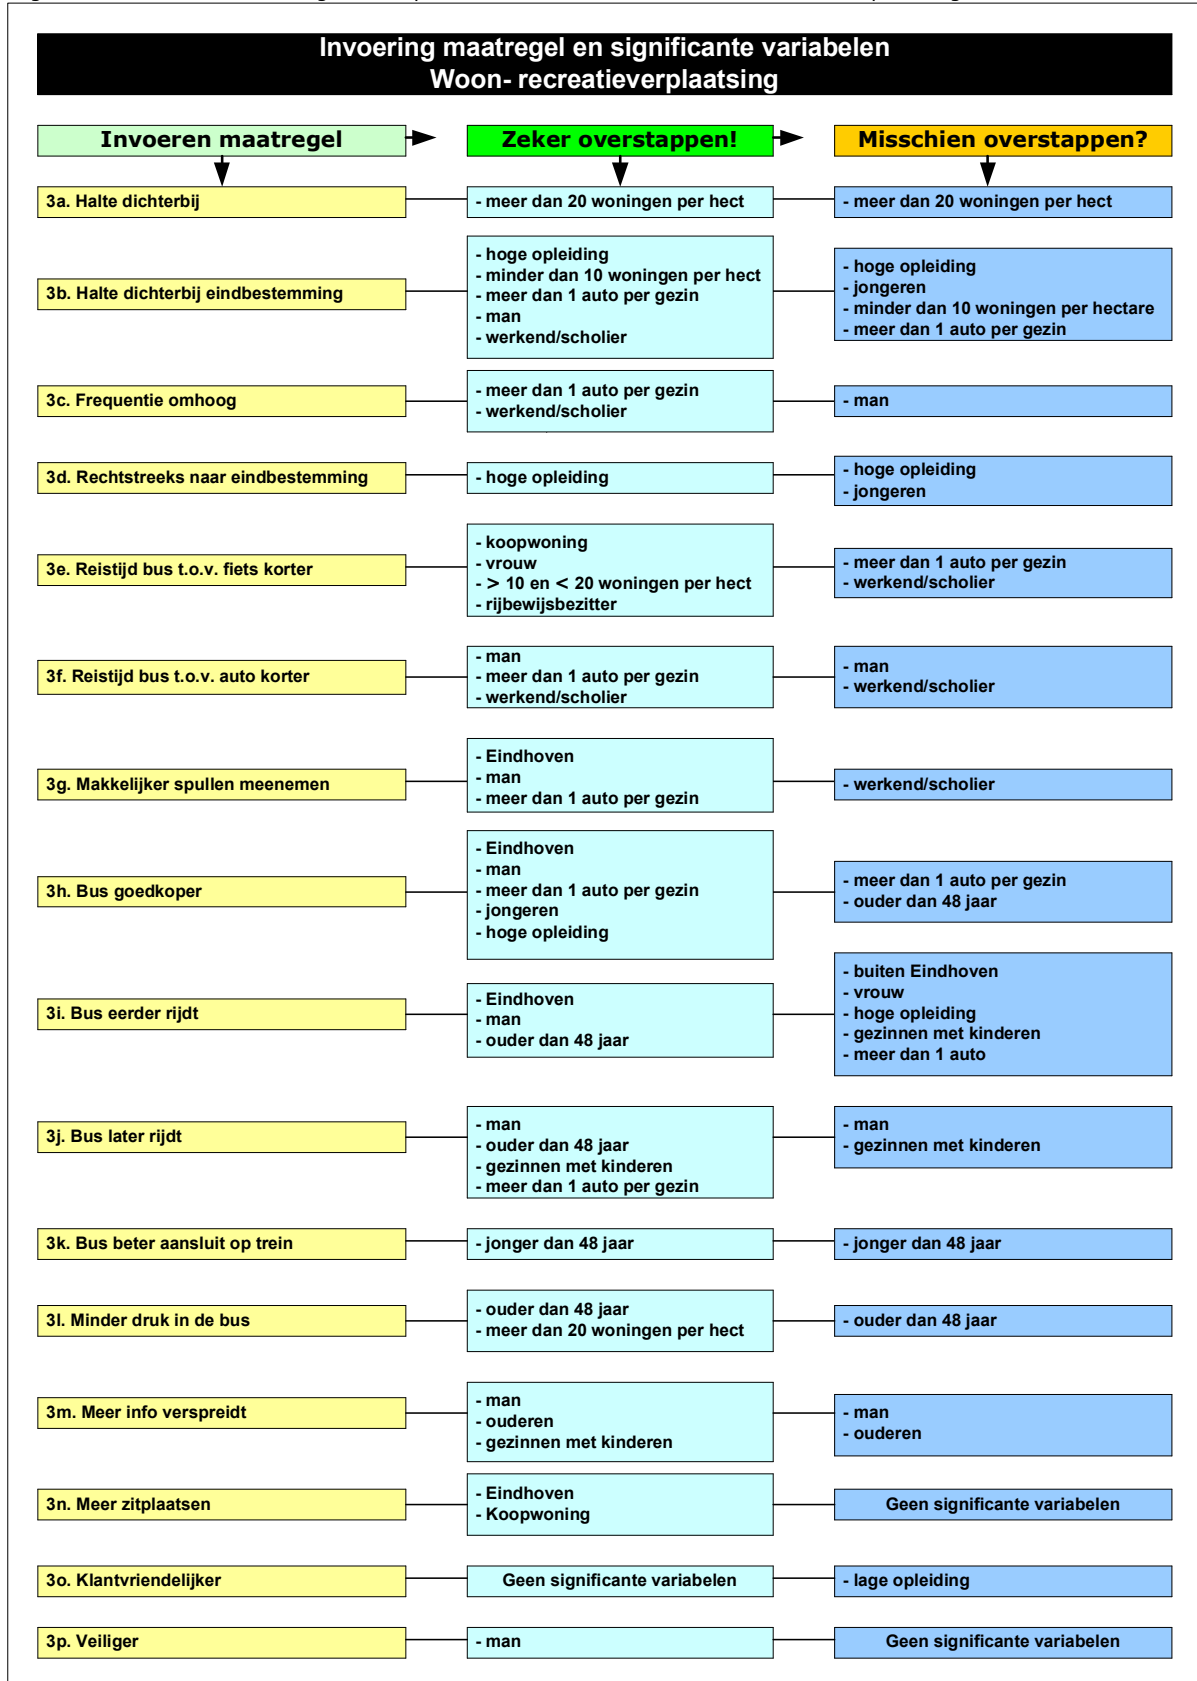 Invoering maatregel en significante variabelen
Woon- recreatieverplaatsing
Invoeren maatregel
Zeker overstappen!
Misschien overstappen?
3a. Halte dichterbij
- meer dan 20 woningen per hect
- meer dan 20 woningen per hect
3b. Halte dichterbij eindbestemming
- hoge opleiding
- minder dan 10 woningen per hect
- meer dan 1 auto per gezin
- man
- werkend/scholier
- hoge opleiding
- jongeren
- minder dan 10 woningen per hectare
- meer dan 1 auto per gezin
3c. Frequentie omhoog
- meer dan 1 auto per gezin
- werkend/scholier
- man
3d. Rechtstreeks naar eindbestemming
- hoge opleiding
- hoge opleiding
- jongeren
3e. Reistijd bus t.o.v. fiets korter
- koopwoning
- vrouw
- > 10 en < 20 woningen per hect
- rijbewijsbezitter
- meer dan 1 auto per gezin
- werkend/scholier
3f. Reistijd bus t.o.v. auto korter
- man
- meer dan 1 auto per gezin
- werkend/scholier
- man
- werkend/scholier
3g. Makkelijker spullen meenemen
- Eindhoven
- man
- meer dan 1 auto per gezin
- werkend/scholier
3h. Bus goedkoper
- Eindhoven
- man
- meer dan 1 auto per gezin
- jongeren
- hoge opleiding
- meer dan 1 auto per gezin
- ouder dan 48 jaar
3i. Bus eerder rijdt
- Eindhoven
- man
- ouder dan 48 jaar
- buiten Eindhoven
- vrouw
- hoge opleiding
- gezinnen met kinderen
- meer dan 1 auto
3j. Bus later rijdt
- man
- ouder dan 48 jaar
- gezinnen met kinderen
- meer dan 1 auto per gezin
- man
- gezinnen met kinderen
3k. Bus beter aansluit op trein
- jonger dan 48 jaar
- jonger dan 48 jaar
3l. Minder druk in de bus
- ouder dan 48 jaar
- meer dan 20 woningen per hect
- ouder dan 48 jaar
3m. Meer info verspreidt
- man
- ouderen
- gezinnen met kinderen
- man
- ouderen
3n. Meer zitplaatsen
- Eindhoven
- Koopwoning
Geen significante variabelen
3o. Klantvriendelijker
Geen significante variabelen
- lage opleiding
3p. Veiliger
- man
Geen significante variabelen